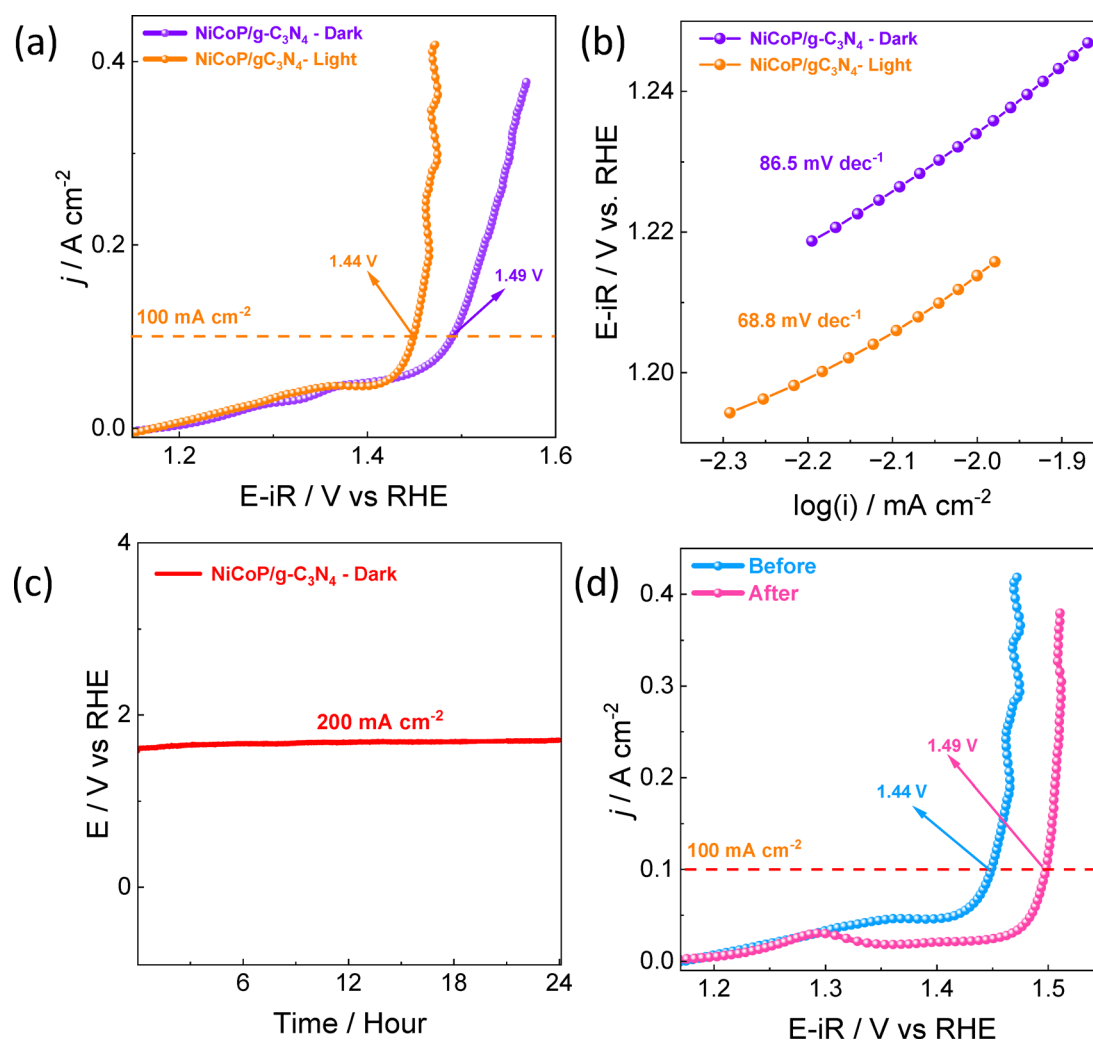 (a)
NiCoP/g-C₃N₄ - Dark
NiCoP/gC₃N₄- Light
0.4
0.2
0.0
j / A cm⁻²
1.44 V
1.49 V
100 mA cm⁻²
1.2
1.4
1.6
E-iR / V vs RHE
(b)
NiCoP/g-C₃N₄ - Dark
NiCoP/gC₃N₄- Light
1.24
1.22
1.20
E-iR / V vs. RHE
86.5 mV dec⁻¹
68.8 mV dec⁻¹
−2.3
−2.2
−2.1
−2.0
−1.9
log(i) / mA cm⁻²
(c)
NiCoP/g-C₃N₄ - Dark
4
2
0
E / V vs RHE
200 mA cm⁻²
6
12
18
24
Time / Hour
(d)
Before
After
0.4
0.3
0.2
0.1
0.0
j / A cm⁻²
1.49 V
1.44 V
100 mA cm⁻²
1.2
1.3
1.4
1.5
E-iR / V vs RHE